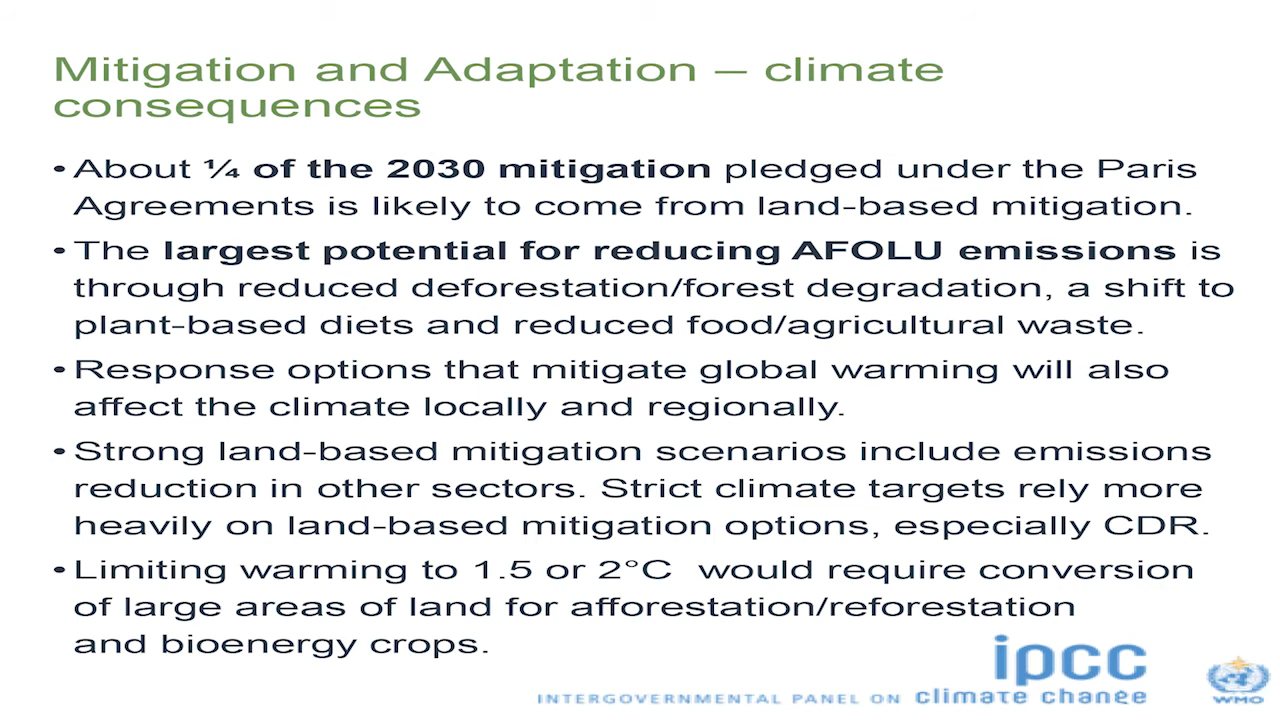 Mitigation and Adaptation – climate
consequences
• About ¼ of the 2030 mitigation pledged under the Paris
Agreements is likely to come from land-based mitigation.
• The largest potential for reducing AFOLU emissions is
through reduced deforestation/forest degradation, a shift to
plant-based diets and reduced food/agricultural waste.
• Response options that mitigate global warming will also
affect the climate locally and regionally.
• Strong land-based mitigation scenarios include emissions
reduction in other sectors. Strict climate targets rely more
heavily on land-based mitigation options, especially CDR.
• Limiting warming to 1.5 or 2°C would require conversion
of large areas of land for afforestation/reforestation
and bioenergy crops.
ipcc
INTERGOVERNMENTAL PANEL ON climate change
WMO